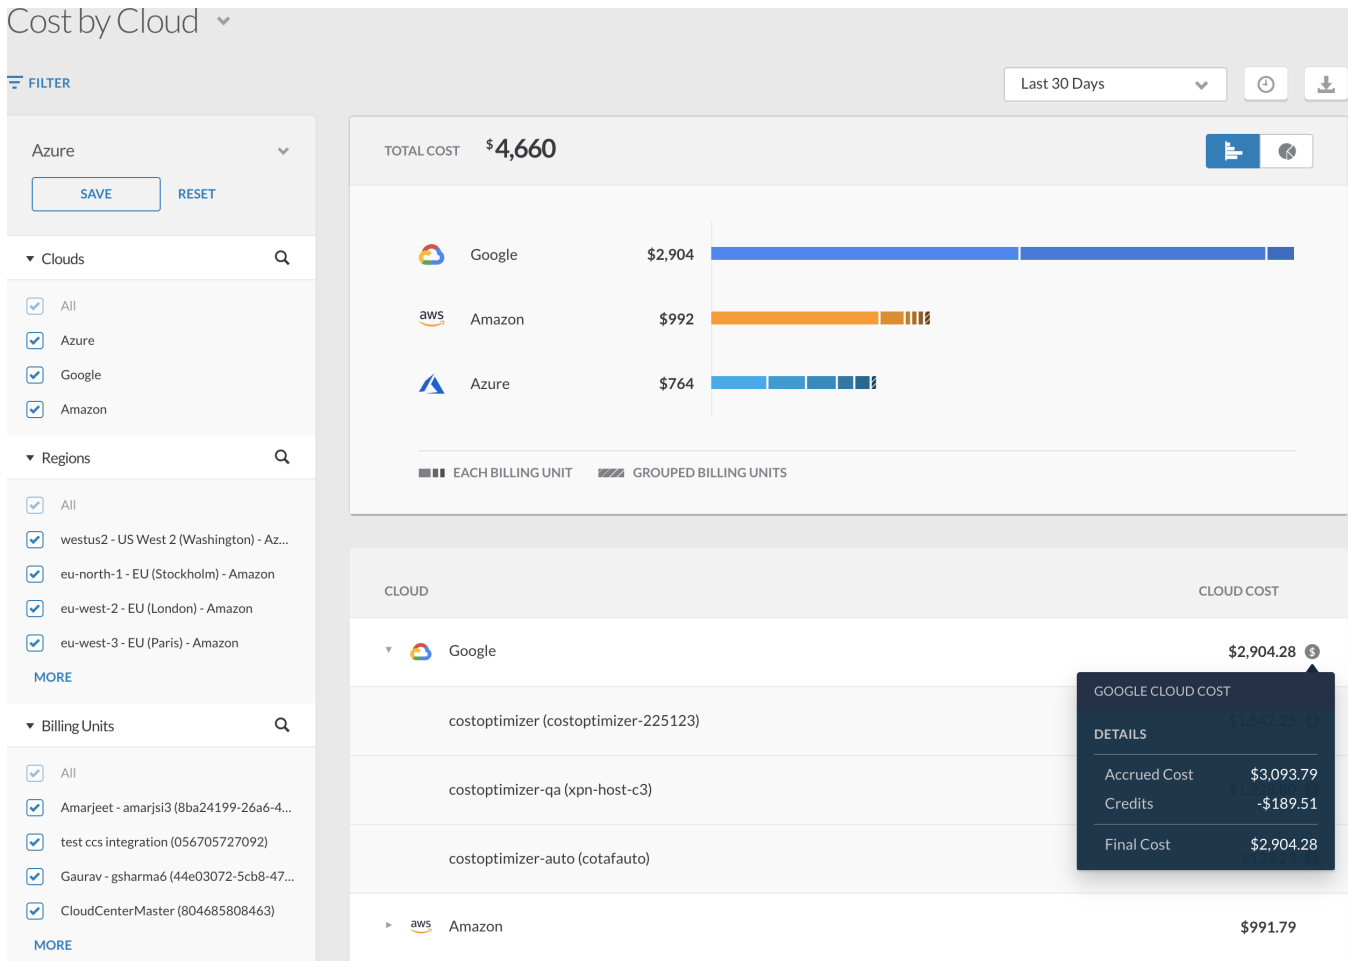 Cost by Cloud
FILTER
Last 30 Days
Azure
SAVE RESET
Clouds
All
Azure
Google
Amazon
Regions
All
westus2 - US West 2 (Washington) - Az...
eu-north-1 - EU (Stockholm) - Amazon
eu-west-2 - EU (London) - Amazon
eu-west-3 - EU (Paris) - Amazon
MORE
Billing Units
All
Amarjeet - amarjsi3 (8ba24199-26a6-4...
test ccs integration (056705727092)
Gaurav - gsharma6 (44e03072-5cb8-47...
CloudCenterMaster (804685808463)
MORE
TOTAL COST $4,660
Google $2,904
aws Amazon $992
Azure $764
EACH BILLING UNIT GROUPED BILLING UNITS
CLOUD CLOUD COST
Google $2,904.28 $
costoptimizer (costoptimizer-225123)
costoptimizer-qa (xpn-host-c3)
costoptimizer-auto (cotafauto)
aws Amazon $991.79
GOOGLE CLOUD COST
DETAILS
Accrued Cost $3,093.79
Credits -$189.51
Final Cost $2,904.28